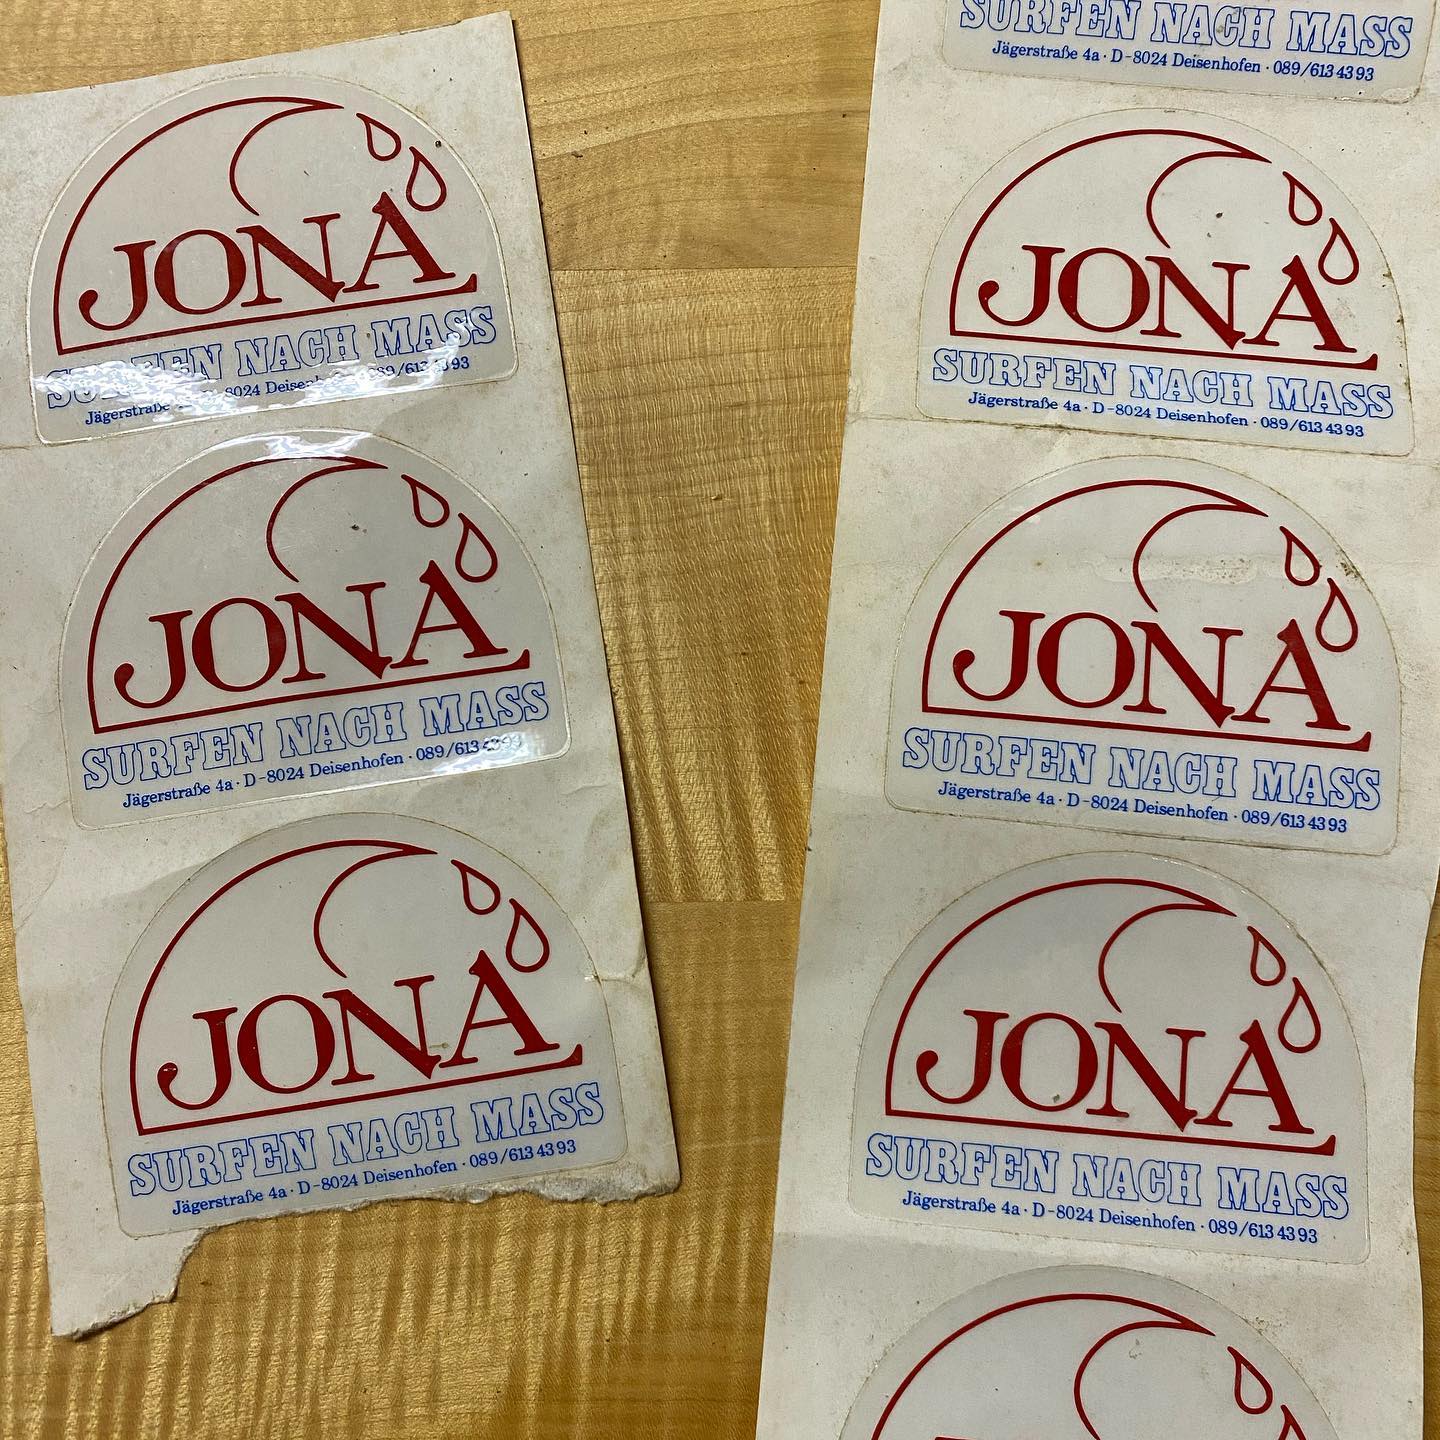 JONA
SURFEN NACH MASS
Jägerstraße 8024 Deisenh 089/613 93
JONA
SURFEN NACH MASS
Jägerstraße 4a · D-8024 Deisenhofen · 089/613 4393
JONA
SURFEN NACH MASS
Jägerstraße 4a · D-8024 Deisenhofen · 089/613 43 93
SURFEN NACH MASS
Jägerstraße 4a · D-8024 Deisenhofen · 089/613 43 93
JONA
SURFEN NACH MASS
Jägerstraße 4a · D-8024 Deisenhofen · 089/613 43 93
JONA
SURFEN NACH MASS
Jägerstraße 4a · D-8024 Deisenhofen · 089/613 43 93
JONA
SURFEN NACH MASS
Jägerstraße 4a · D-8024 Deisenhofen · 089/613 43 93